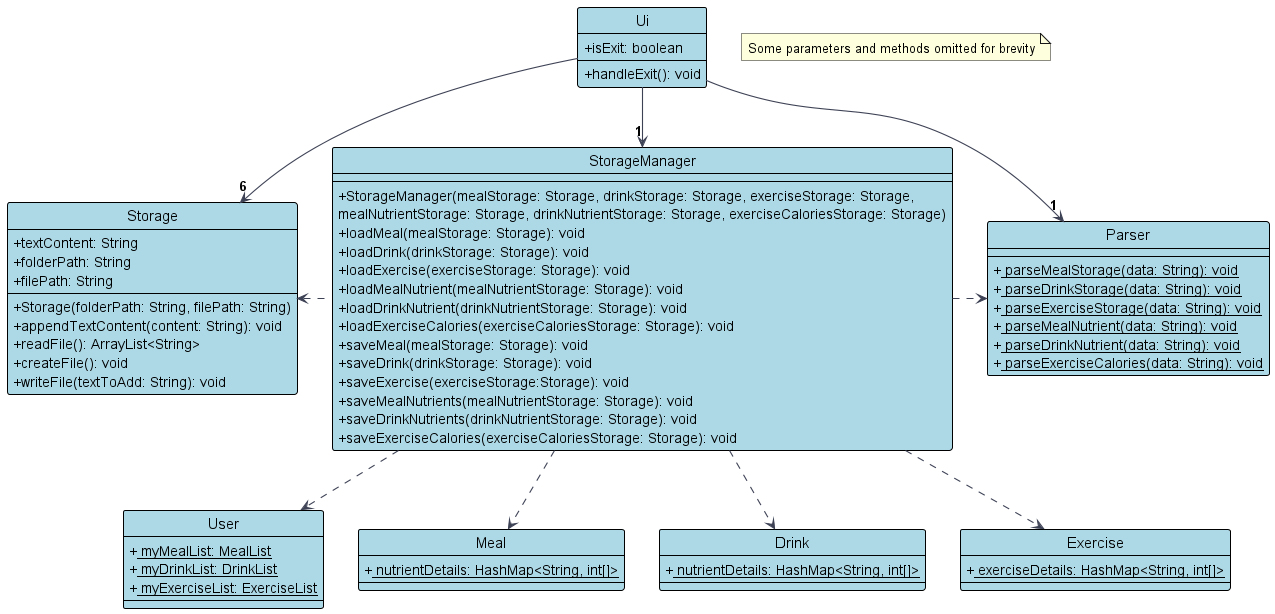 Ui
+isExit: boolean
+handleExit(): void
Some parameters and methods omitted for brevity
6
1
1
StorageManager
+StorageManager(mealStorage: Storage, drinkStorage: Storage, exerciseStorage: Storage,
mealNutrientStorage: Storage, drinkNutrientStorage: Storage, exerciseCaloriesStorage: Storage)
+loadMeal(mealStorage: Storage): void
+loadDrink(drinkStorage: Storage): void
+loadExercise(exerciseStorage: Storage): void
+loadMealNutrient(mealNutrientStorage: Storage): void
+loadDrinkNutrient(drinkNutrientStorage: Storage): void
+loadExerciseCalories(exerciseCaloriesStorage: Storage): void
+saveMeal(mealStorage: Storage): void
+saveDrink(drinkStorage: Storage): void
+saveExercise(exerciseStorage:Storage): void
+saveMealNutrients(mealNutrientStorage: Storage): void
+saveDrinkNutrients(drinkNutrientStorage: Storage): void
+saveExerciseCalories(exerciseCaloriesStorage: Storage): void
Storage
+textContent: String
+folderPath: String
+filePath: String
+Storage(folderPath: String, filePath: String)
+appendTextContent(content: String): void
+readFile(): ArrayList<String>
+createFile(): void
+writeFile(textToAdd: String): void
Parser
+ parseMealStorage(data: String): void
+ parseDrinkStorage(data: String): void
+ parseExerciseStorage(data: String): void
+ parseMealNutrient(data: String): void
+ parseDrinkNutrient(data: String): void
+ parseExerciseCalories(data: String): void
User
+ myMealList: MealList
+ myDrinkList: DrinkList
+ myExerciseList: ExerciseList
Meal
+ nutrientDetails: HashMap<String, int[]>
Drink
+ nutrientDetails: HashMap<String, int[]>
Exercise
+ exerciseDetails: HashMap<String, int[]>